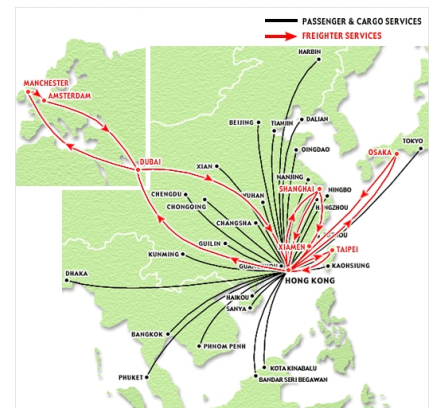 PASSENGER & CARGO SERVICES
FREIGHTER SERVICES
HARBIN
MANCHESTER
AMSTERDAM
BEIJING
TIANJIN
DALIAN
TOKYO
QINGDAO
OSAKA
DUBAI
XIAN
NANJING
CHENGDU
SHANGHAI
NINGBO
CHONGQING
WUHAN
HANGZHOU
CHANGSHA
GUILIN
XIAMEN
TAIPEI
KUNMING
KAOHSIUNG
DHAKA
HONG KONG
HAIKOU
SANYA
BANGKOK
PHNOM PENH
KOTA KINABALU
PHUKET
BANDAR SERI BEGAWAN